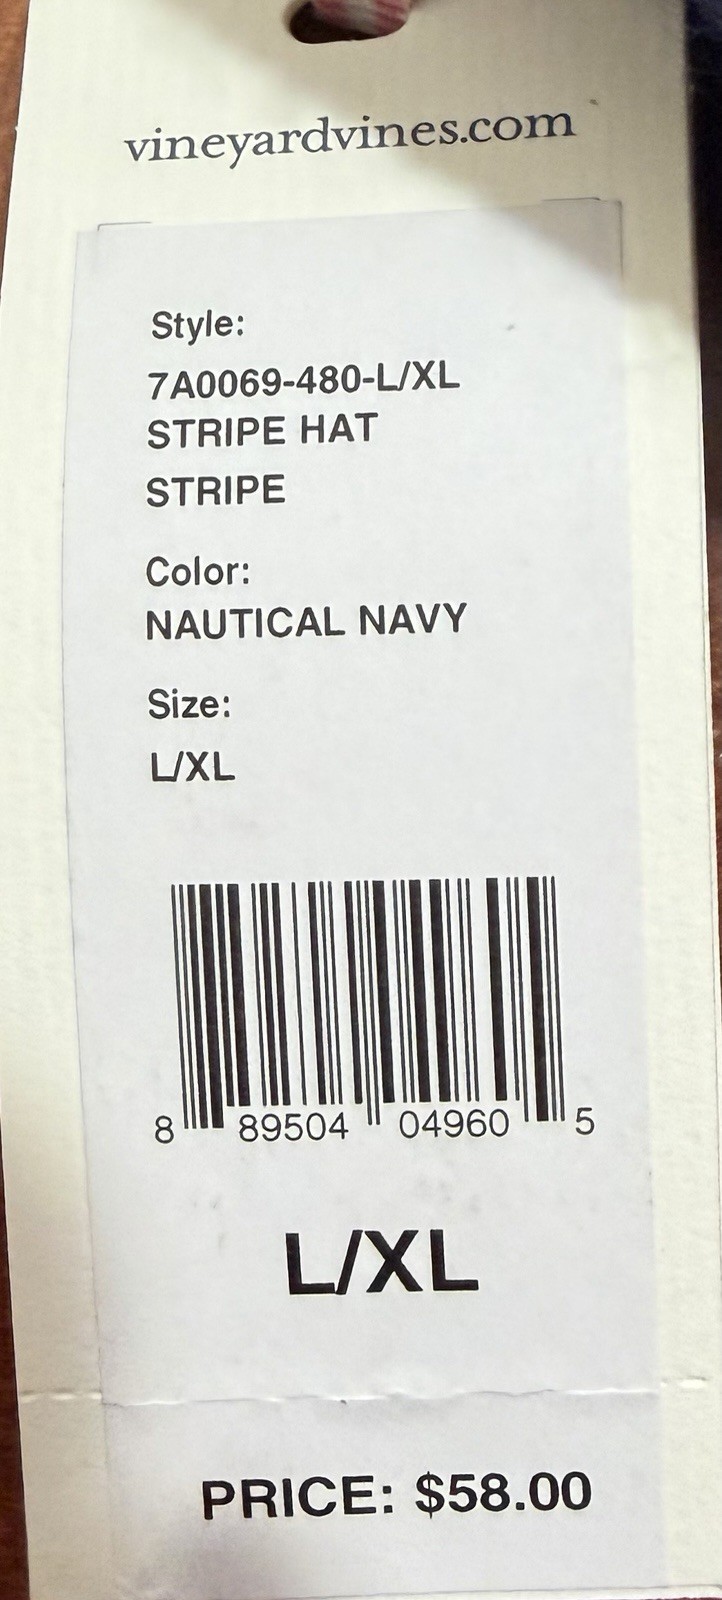 vineyardvines.com
Style:
7A0069-480-L/XL
STRIPE HAT
STRIPE
Color:
NAUTICAL NAVY
Size:
L/XL
8 89504 04960 5
L/XL
PRICE: $58.00